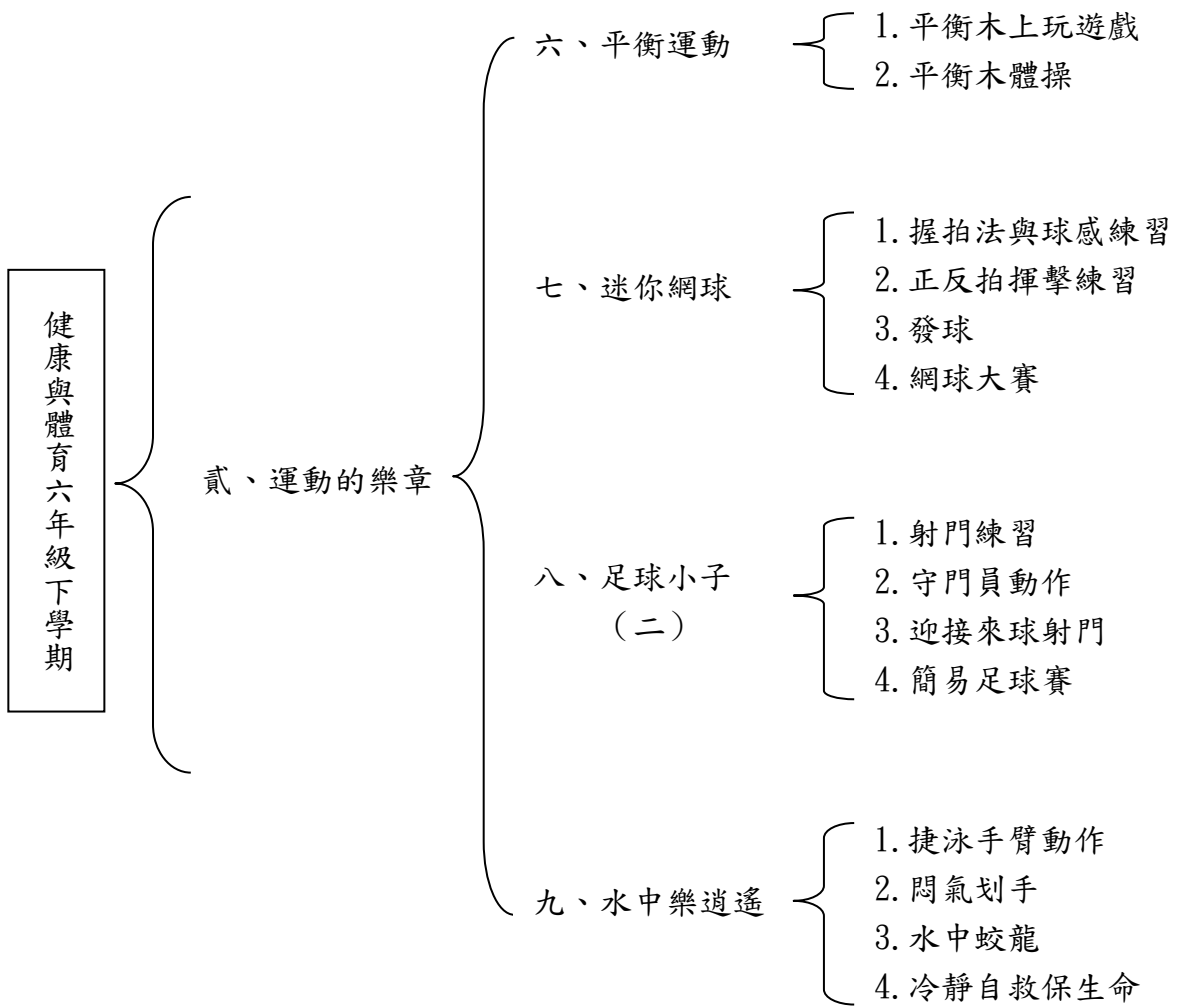 健康與體育六年級下學期
貳、運動的樂章
六、平衡運動
1.平衡木上玩遊戲
2.平衡木體操
七、迷你網球
1.握拍法與球感練習
2.正反拍揮擊練習
3.發球
4.網球大賽
八、足球小子
（二）
1.射門練習
2.守門員動作
3.迎接來球射門
4.簡易足球賽
九、水中樂逍遙
1.捷泳手臂動作
2.悶氣划手
3.水中蛟龍
4.冷靜自救保生命